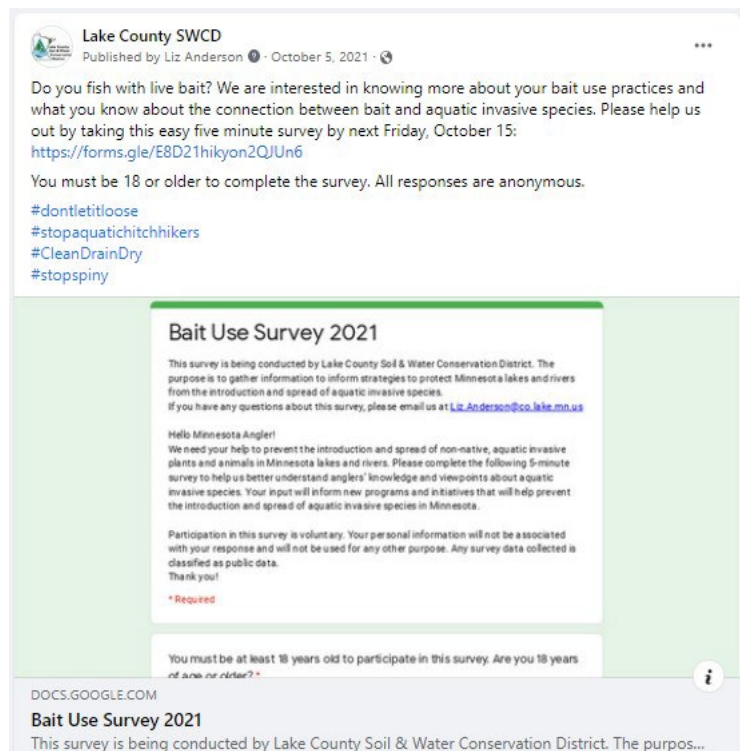 Lake County SWCD
Published by Liz Anderson · October 5, 2021 ·
Do you fish with live bait? We are interested in knowing more about your bait use practices and
what you know about the connection between bait and aquatic invasive species. Please help us
out by taking this easy five minute survey by next Friday, October 15:
https://forms.gle/E8D21hikyon2QJUn6
You must be 18 or older to complete the survey. All responses are anonymous.
#dontletitloose
#stopaquatichitchhikers
#CleanDrainDry
#stopspiny
Bait Use Survey 2021
This survey is being conducted by Lake County Soil & Water Conservation District. The
purpose is to gather information to inform strategies to protect Minnesota lakes and rivers
from the introduction and spread of aquatic invasive species.
If you have any questions about this survey, please email us at Liz.Anderson@co.lake.mn.us
Hello Minnesota Angler!
We need your help to prevent the introduction and spread of non-native, aquatic invasive
plants and animals in Minnesota lakes and rivers. Please complete the following 5-minute
survey to help us better understand anglers' knowledge and viewpoints about aquatic
invasive species. Your input will inform new programs and initiatives that will help prevent
the introduction and spread of aquatic invasive species in Minnesota.
Participation in this survey is voluntary. Your personal information will not be associated
with your response and will not be used for any other purpose. Any survey data collected is
classified as public data.
Thank you!
* Required
You must be at least 18 years old to participate in this survey. Are you 18 years
of age or older? *
DOCS.GOOGLE.COM
Bait Use Survey 2021
This survey is being conducted by Lake County Soil & Water Conservation District. The purpos...